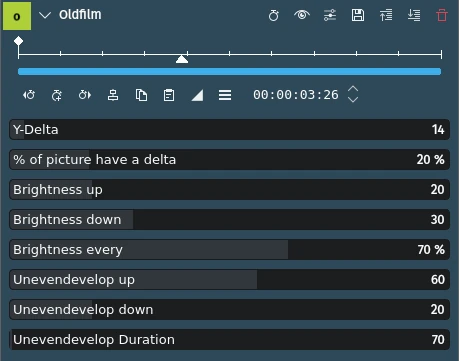 o Oldfilm
00:00:03:26
Y-Delta 14
% of picture have a delta 20 %
Brightness up 20
Brightness down 30
Brightness every 70 %
Unevendevelop up 60
Unevendevelop down 20
Unevendevelop Duration 70